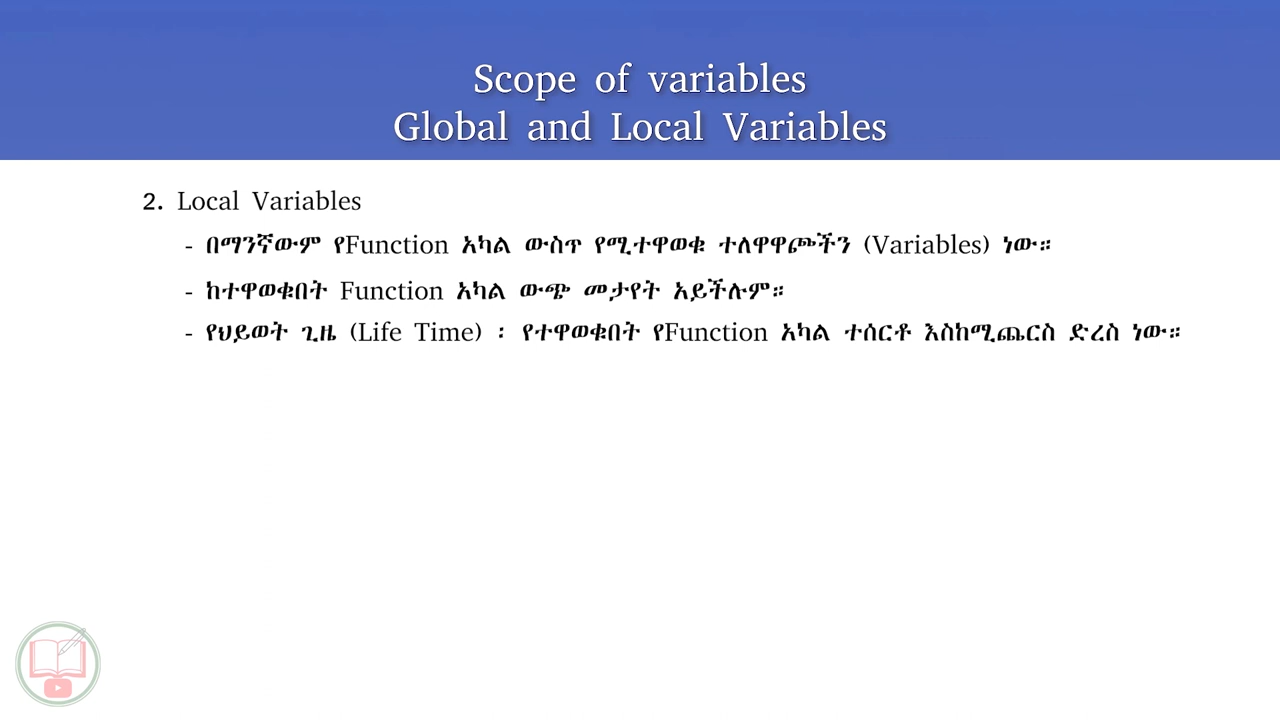 Scope of variables
Global and Local Variables
2. Local Variables
- በማንኛውም የFunction አካል ውስጥ የሚተዋወቁ ተለዋዋጮችን (Variables) ነው።
- ከተዋወቁበት Function አካል ውጭ መታየት አይችሉም።
- የህይወት ጊዜ (Life Time) ፡ የተዋወቁበት የFunction አካል ተሰርቶ እስከሚጨርስ ድረስ ነው።